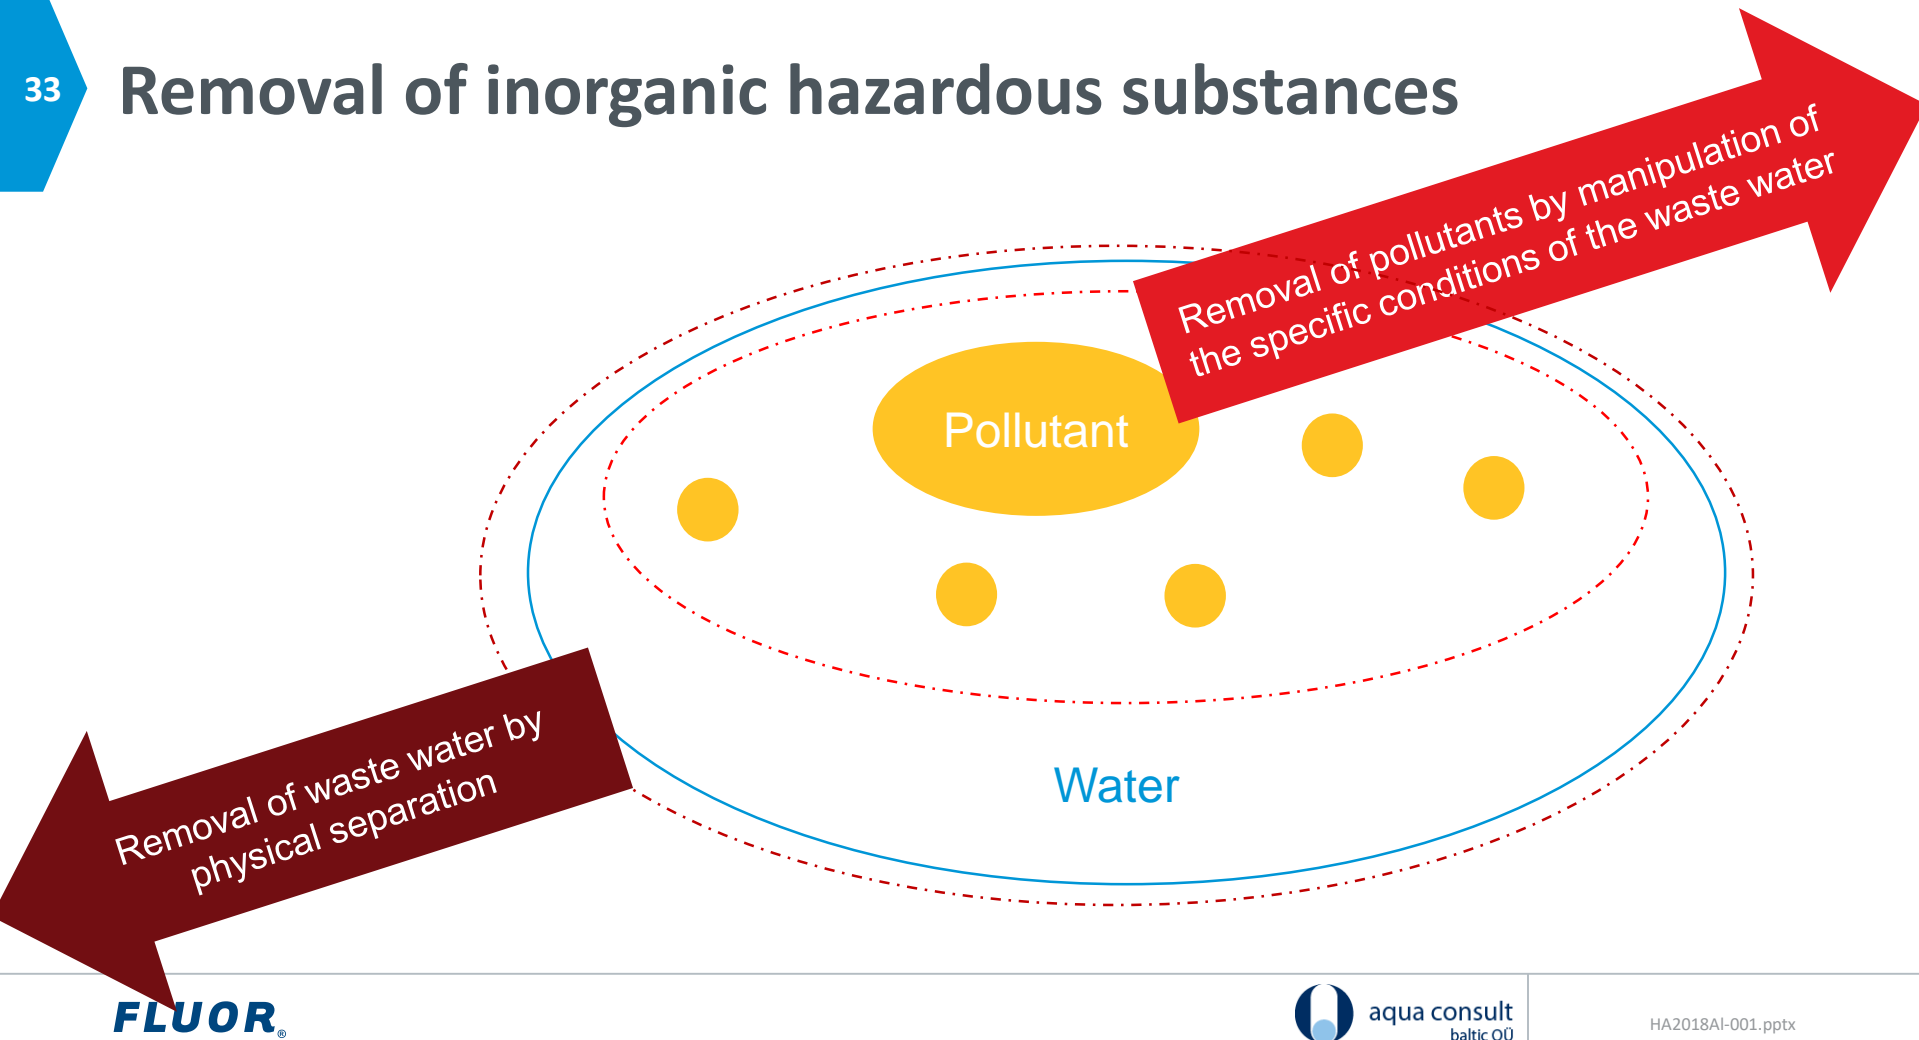 33
Removal of inorganic hazardous substances
Removal of pollutants by manipulation of
the specific conditions of the waste water
Pollutant
Water
Removal of waste water by
physical separation
FLUOR®
aqua consult
baltic OÜ
HA2018AI-001.pptx